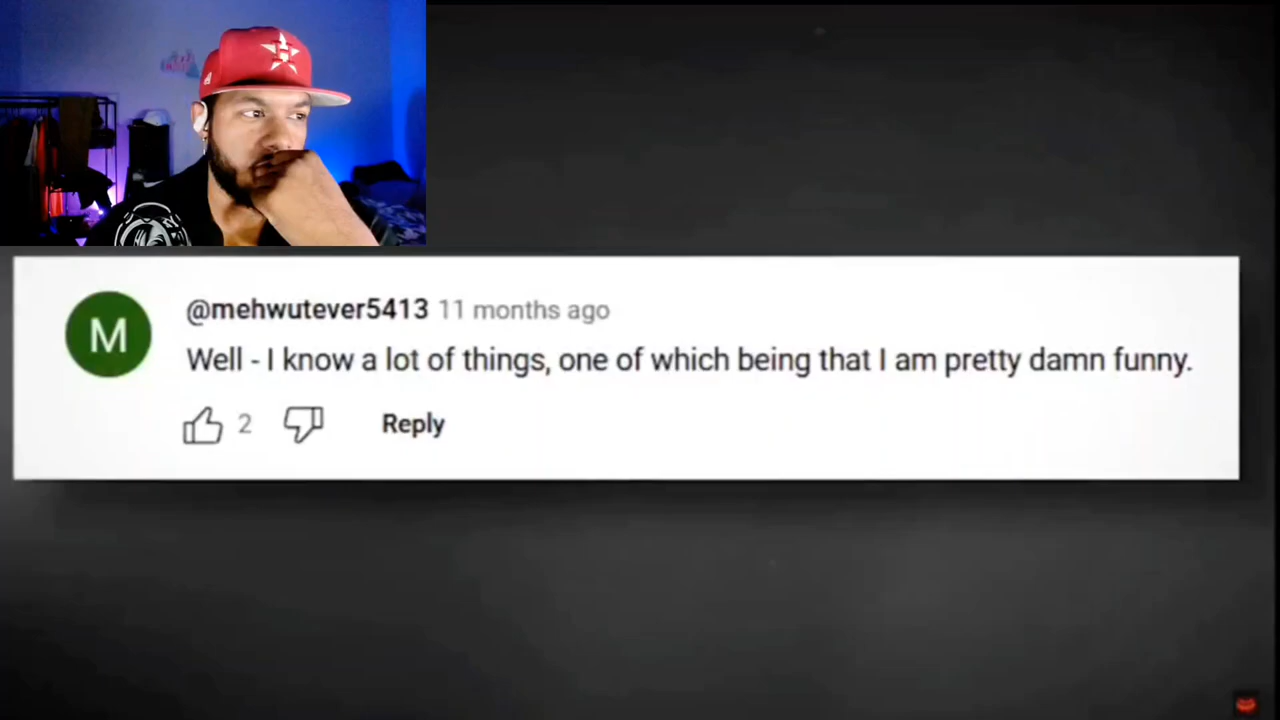 M
@mehwutever5413 11 months ago
Well - I know a lot of things, one of which being that I am pretty damn funny.
2 Reply